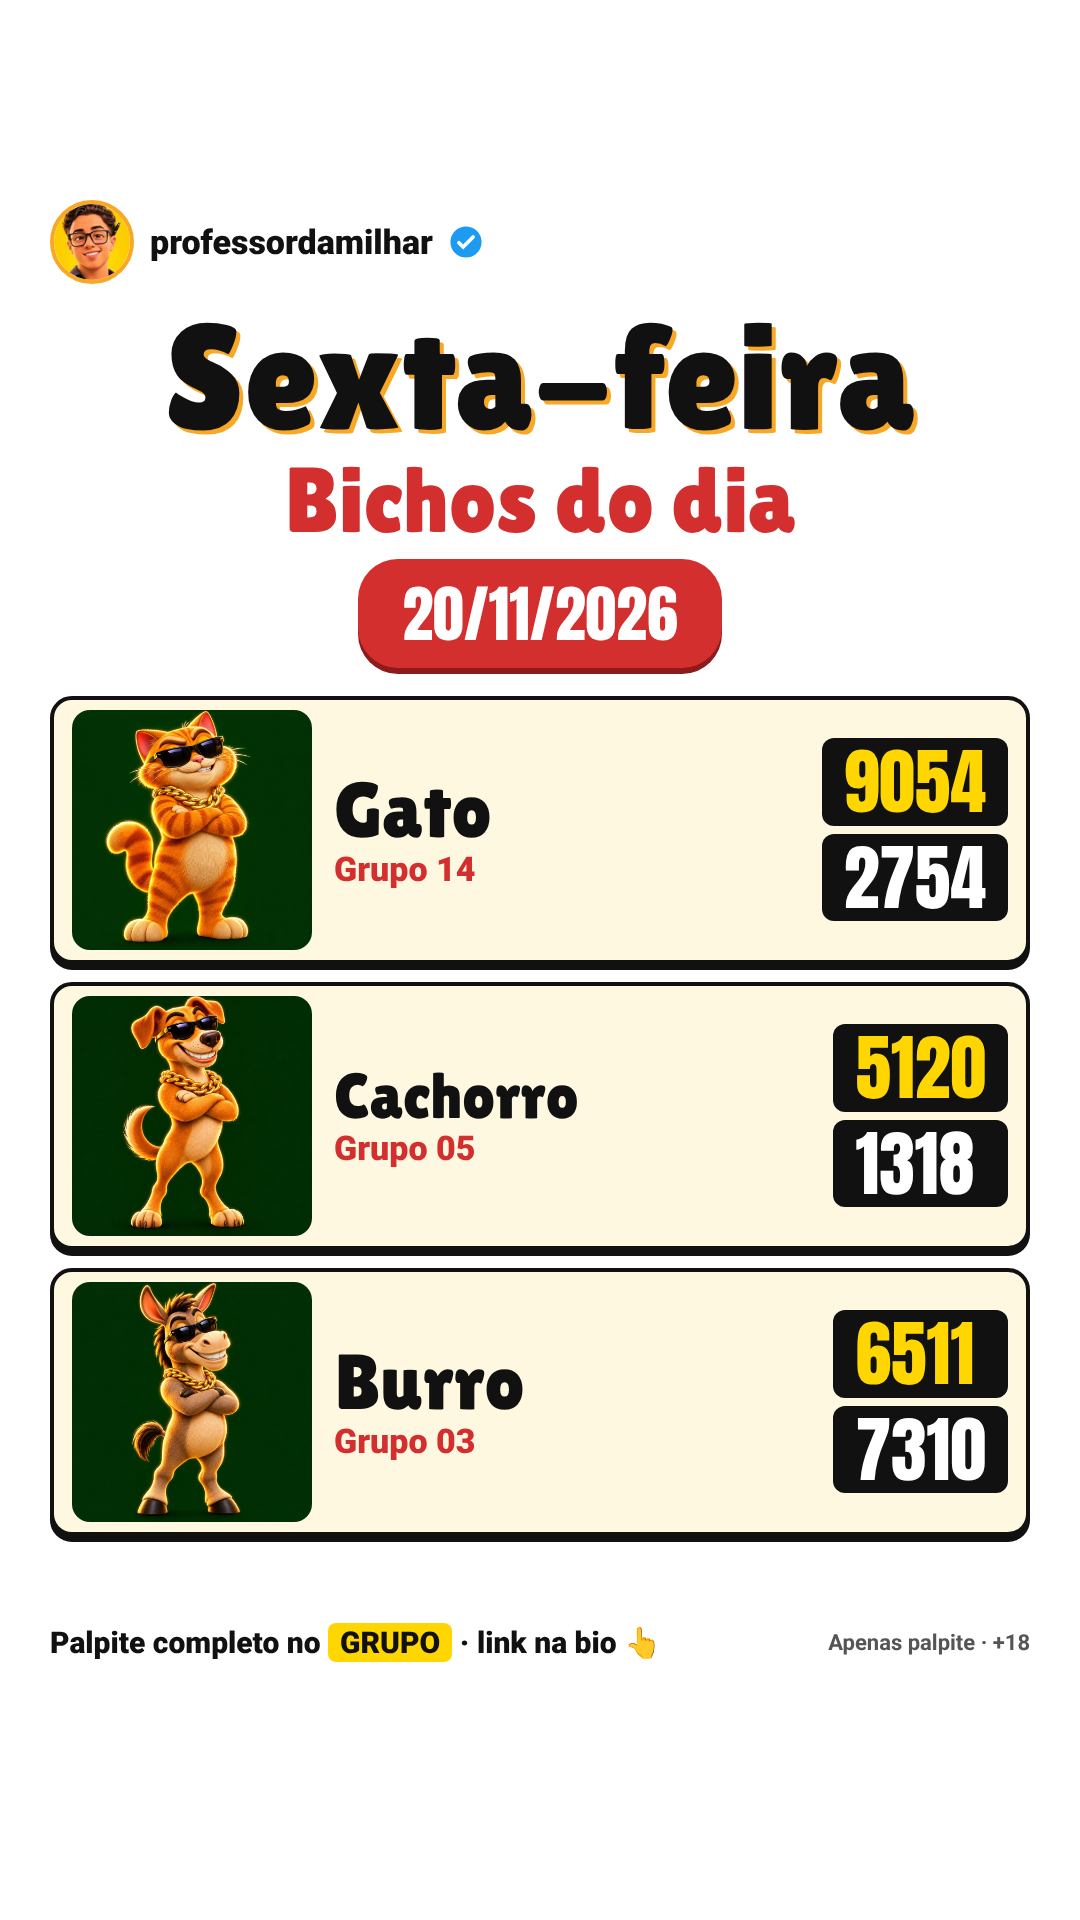 professordamilhar
Sexta-feira
Bichos do dia
20/11/2026
Gato
Grupo 14
9054
2754
Cachorro
Grupo 05
5120
1318
Burro
Grupo 03
6511
7310
Palpite completo no GRUPO · link na bio 👆
Apenas palpite · +18